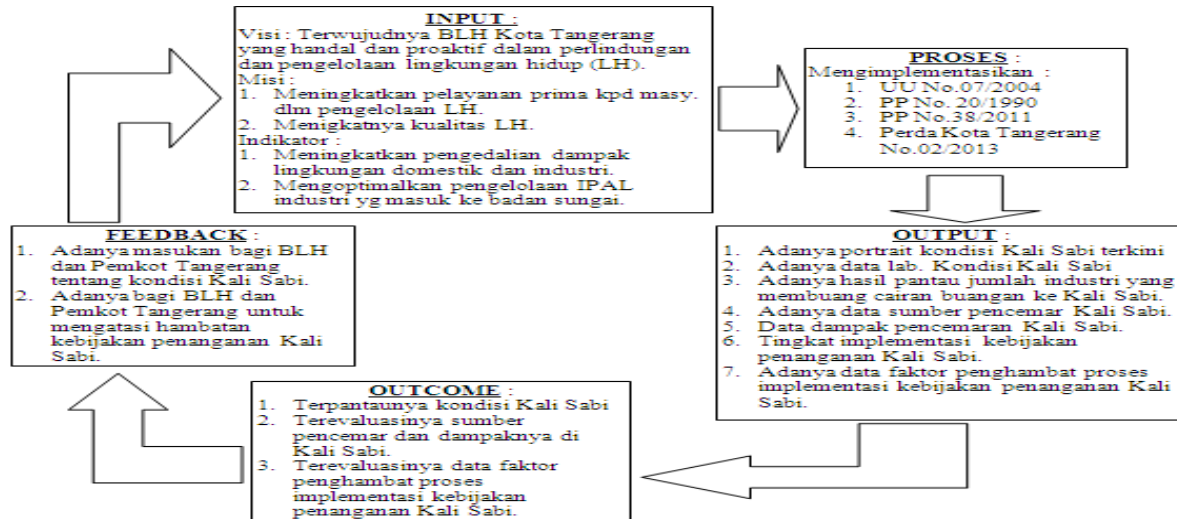 INPUT :
Visi : Terwujudnya BLH Kota Tangerang
yang handal dan proaktif dalam perlindungan
dan pengelolaan lingkungan hidup (LH).
Misi :
1. Meningkatkan pelayanan prima kpd masy.
dlm pengelolaan LH.
2. Menigkatnya kualitas LH.
Indikator :
1. Meningkatkan pengedalian dampak
lingkungan domestik dan industri.
2. Mengoptimalkan pengelolaan IPAL
industri yg masuk ke badan sungai.
PROSES :
Mengimplementasikan :
1. UU No.07/2004
2. PP No. 20/1990
3. PP No.38/2011
4. Perda Kota Tangerang
No.02/2013
OUTPUT :
1. Adanya portrait kondisi Kali Sabi terkini
2. Adanya data lab. Kondisi Kali Sabi
3. Adanya hasil pantau jumlah industri yang
membuang cairan buangan ke Kali Sabi.
4. Adanya data sumber pencemar Kali Sabi.
5. Data dampak pencemaran Kali Sabi.
6. Tingkat implementasi kebijakan
penanganan Kali Sabi.
7. Adanya data faktor penghambat proses
implementasi kebijakan penanganan Kali
Sabi.
OUTCOME :
1. Terpantaunya kondisi Kali Sabi
2. Terevaluasinya sumber
pencemar dan dampaknya di
Kali Sabi.
3. Terevaluasinya data faktor
penghambat proses
implementasi kebijakan
penanganan Kali Sabi.
FEEDBACK :
1. Adanya masukan bagi BLH
dan Pemkot Tangerang
tentang kondisi Kali Sabi.
2. Adanya bagi BLH dan
Pemkot Tangerang untuk
mengatasi hambatan
kebijakan penanganan Kali
Sabi.